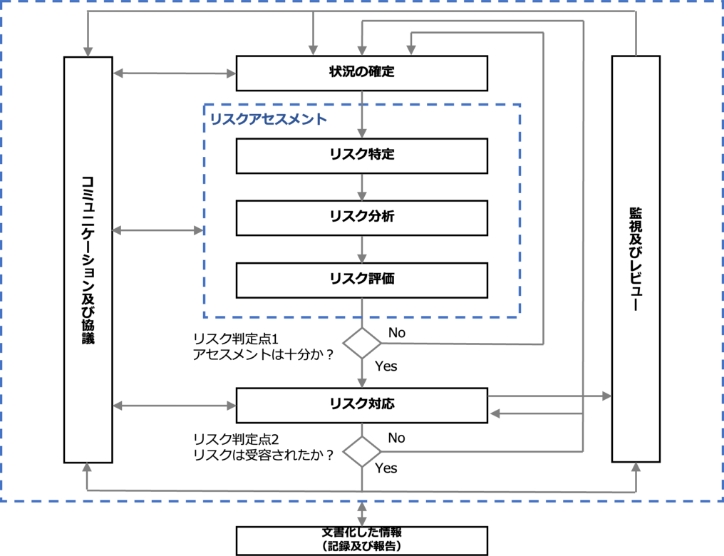 状況の確定
リスクアセスメント
リスク特定
リスク分析
リスク評価
コミュニケーション及び協議
監視及びレビュー
リスク判定点1
アセスメントは十分か?
No
Yes
リスク対応
リスク判定点2
リスクは受容されたか?
No
Yes
文書化した情報
(記録及び報告)